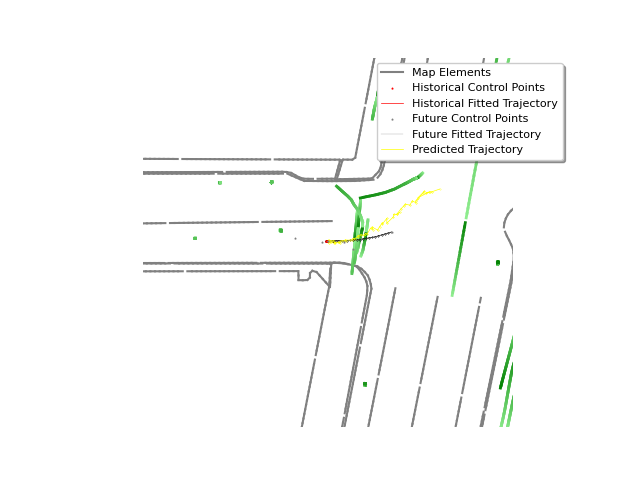 Map Elements
Historical Control Points
Historical Fitted Trajectory
Future Control Points
Future Fitted Trajectory
Predicted Trajectory